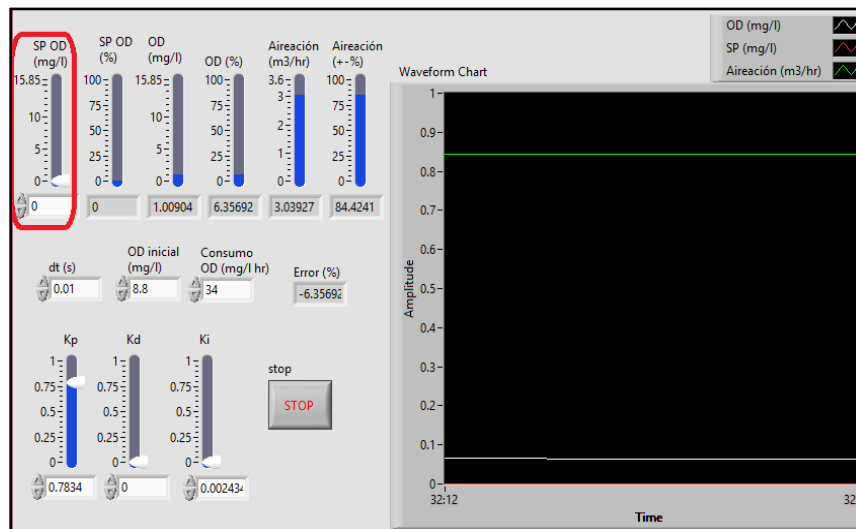 SP OD
(mg/l)
15.85
10
5
0
0
SP OD
(%)
100
75
50
25
0
0
OD
(mg/l)
15.85
10
5
0
1.00904
OD (%)
100
75
50
25
0
6.35692
Aireación
(m3/hr)
3.6
3
2
1
0
3.03927
Aireación
(+-%)
100
75
50
25
0
84.4241
dt (s)
0.01
OD inicial
(mg/l)
8.8
Consumo
OD (mg/l hr)
34
Error (%)
-6.35692
Kp
1
0.75
0.5
0.25
0
0.7834
Kd
1
0.75
0.5
0.25
0
0
Ki
1
0.75
0.5
0.25
0
0.002434
stop
STOP
OD (mg/l)
SP (mg/l)
Aireación (m3/hr)
Waveform Chart
Amplitude
1
0.9
0.8
0.7
0.6
0.5
0.4
0.3
0.2
0.1
0
32:12
32:
Time